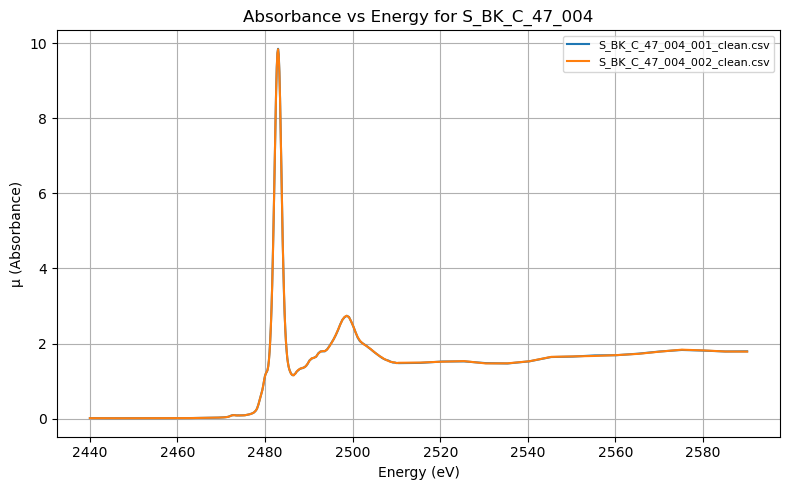 Absorbance vs Energy for S_BK_C_47_004
S_BK_C_47_004_001_clean.csv
S_BK_C_47_004_002_clean.csv
10
8
6
4
2
0
μ (Absorbance)
2440 2460 2480 2500 2520 2540 2560 2580
Energy (eV)